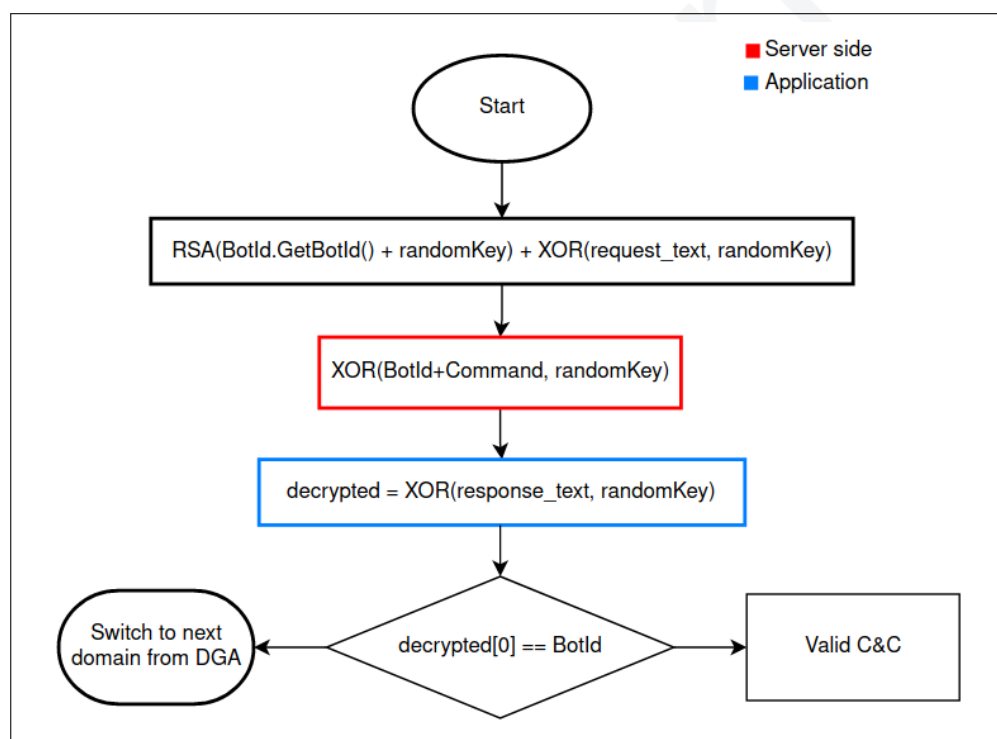 Server side
Application
Start
RSA(BotId.GetBotId() + randomKey) + XOR(request_text, randomKey)
XOR(BotId+Command, randomKey)
decrypted = XOR(response_text, randomKey)
Switch to next
domain from DGA
decrypted[0] == BotId
Valid C&C